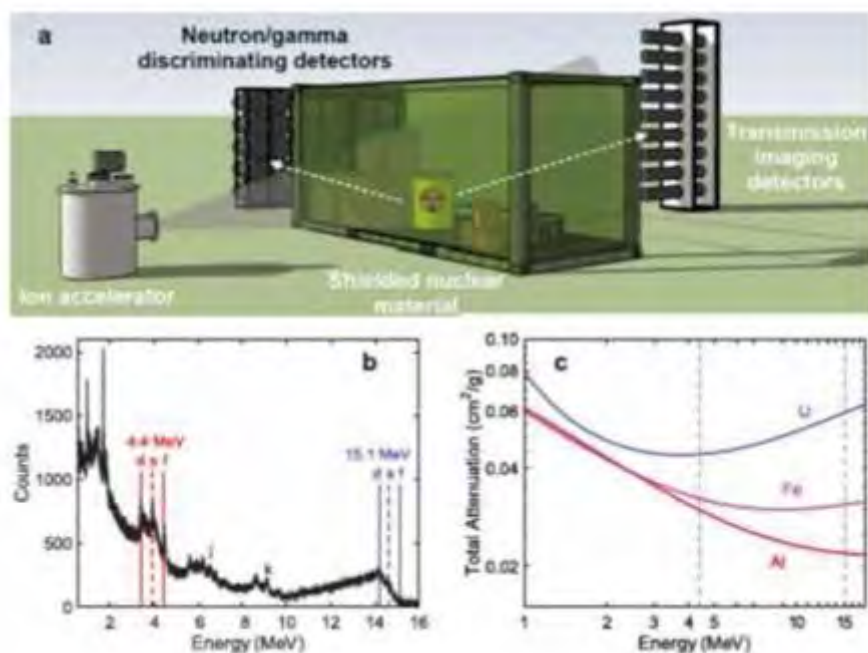 a
Neutron/gamma
discriminating detectors
Transmission
imaging
detectors
Ion accelerator
Shielded nuclear
material
b
2000
1500
1000
500
0
Counts
4.4 MeV
d s f
15.1 MeV
d s f
k
2 4 6 8 10 12 14 16
Energy (MeV)
c
0.10
0.08
0.06
0.04
0.02
Total Attenuation (cm²/g)
U
Fe
Al
1 2 3 4 5 10 15
Energy (MeV)